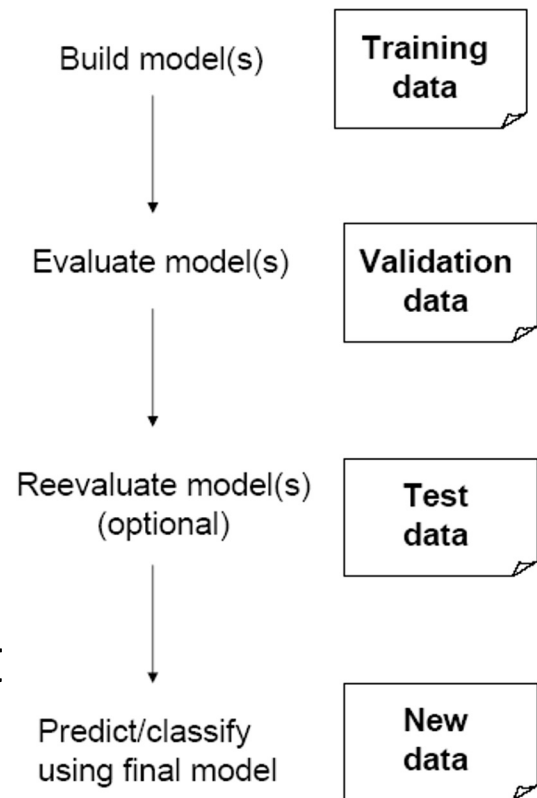 Build model(s)
Training
data
Evaluate model(s)
Validation
data
Reevaluate model(s)
(optional)
Test
data
Predict/classify
using final model
New
data